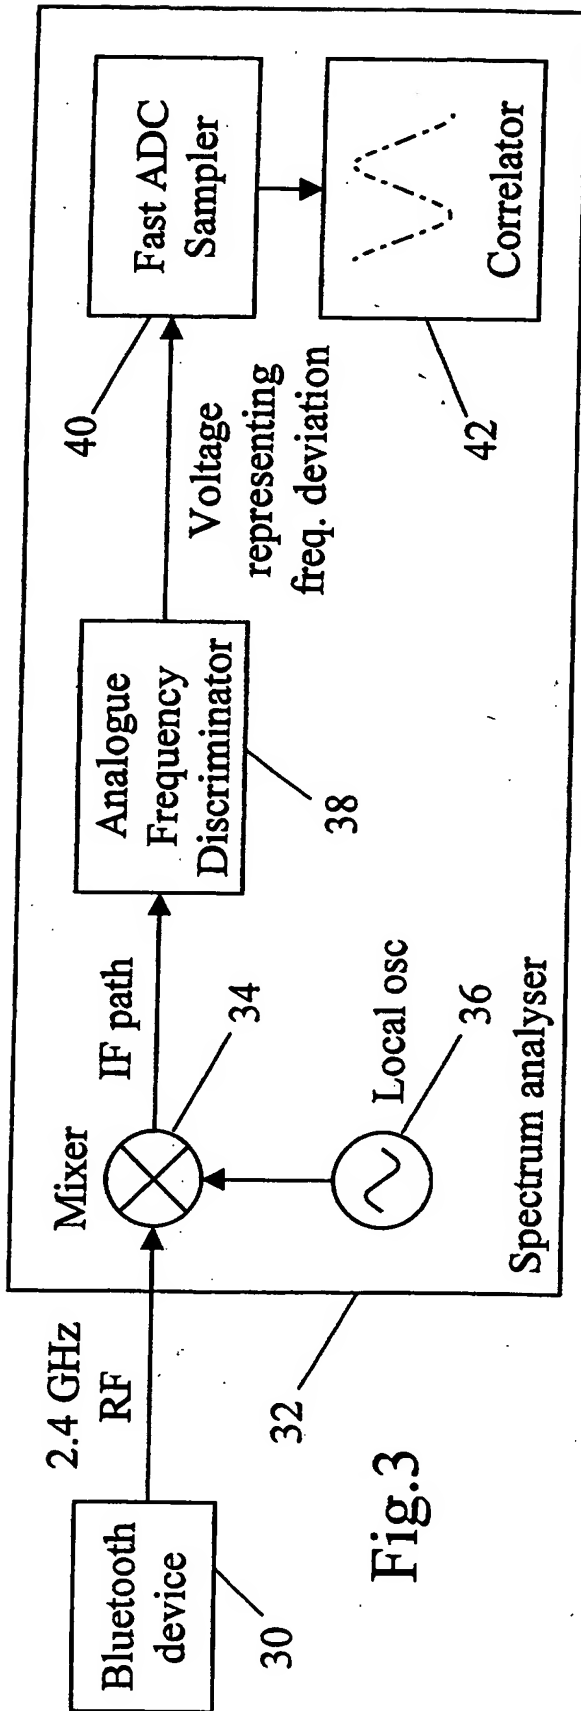 Bluetooth
device
30
2.4 GHz
RF
32
Mixer
34
IF path
Local osc
36
Spectrum analyser
Analogue
Frequency
Discriminator
38
Voltage
representing
freq. deviation
Fast ADC
Sampler
40
Correlator
42
Fig.3